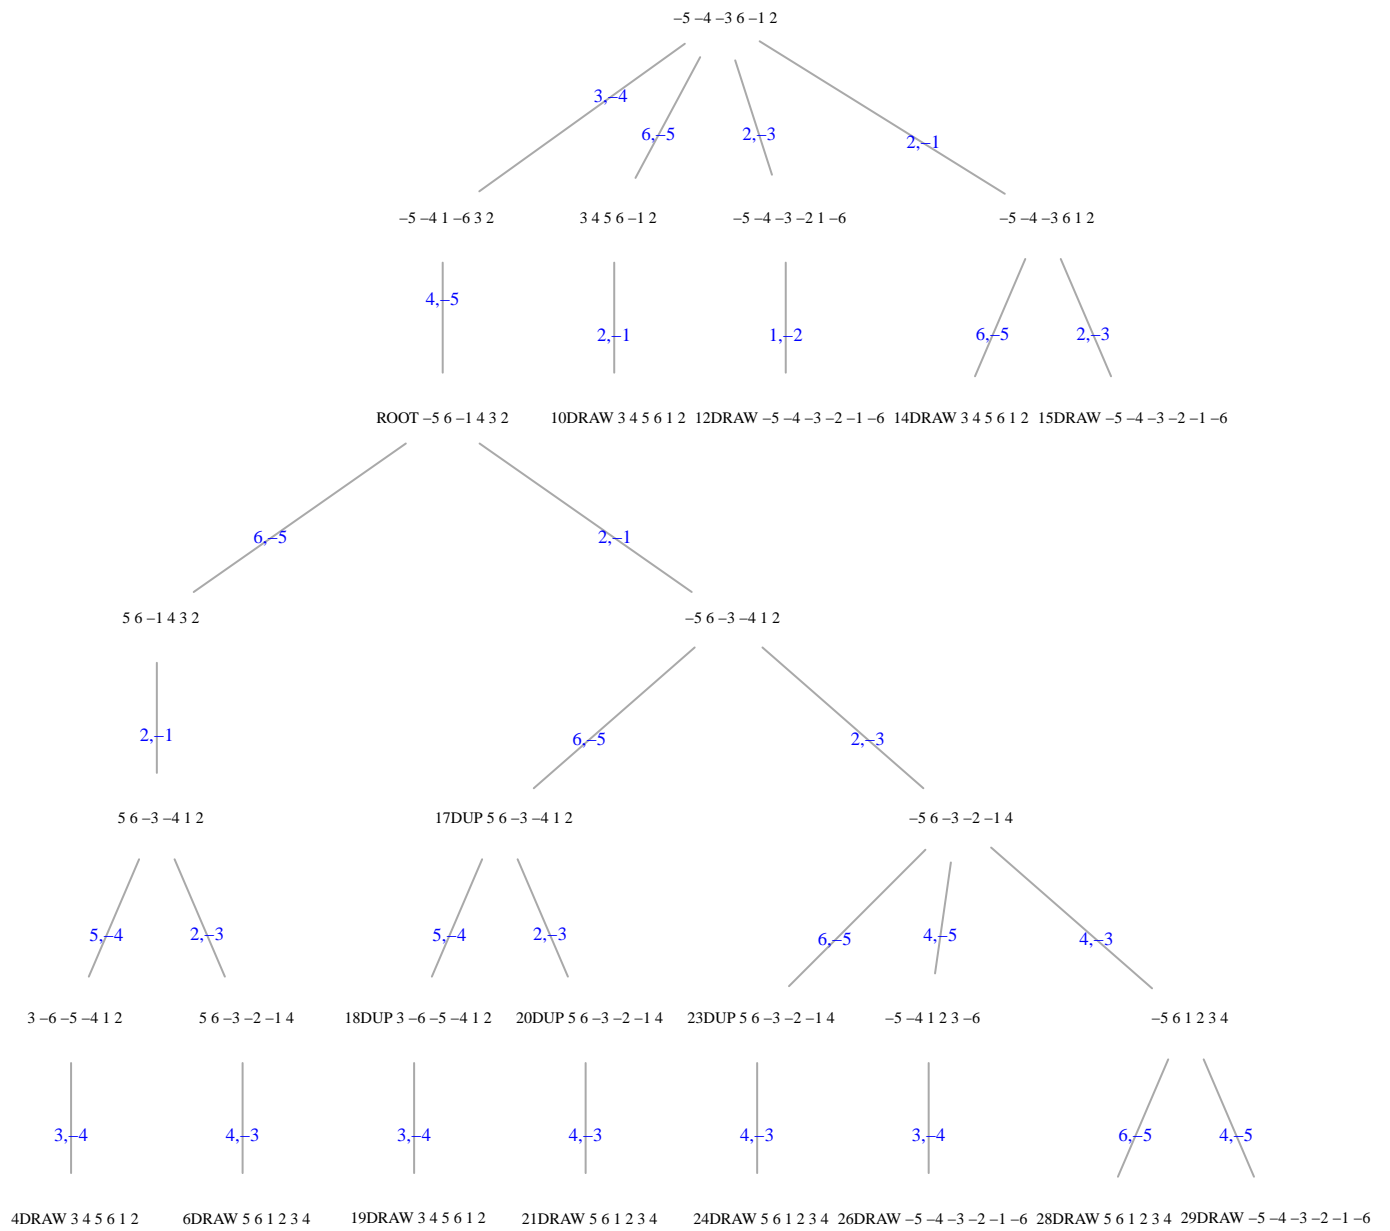 –5 –4 –3 6 –1 2
3,–4
6,–5
2,–3
2,–1
–5 –4 1 –6 3 2
3 4 5 6 –1 2
–5 –4 –3 –2 1 –6
–5 –4 –3 6 1 2
4,–5
2,–1
1,–2
6,–5
2,–3
ROOT –5 6 –1 4 3 2
10DRAW 3 4 5 6 1 2
12DRAW –5 –4 –3 –2 –1 –6
14DRAW 3 4 5 6 1 2
15DRAW –5 –4 –3 –2 –1 –6
6,–5
2,–1
5 6 –1 4 3 2
–5 6 –3 –4 1 2
2,–1
6,–5
2,–3
5 6 –3 –4 1 2
17DUP 5 6 –3 –4 1 2
–5 6 –3 –2 –1 4
5,–4
2,–3
5,–4
2,–3
6,–5
4,–5
4,–3
3 –6 –5 –4 1 2
5 6 –3 –2 –1 4
18DUP 3 –6 –5 –4 1 2
20DUP 5 6 –3 –2 –1 4
23DUP 5 6 –3 –2 –1 4
–5 –4 1 2 3 –6
–5 6 1 2 3 4
3,–4
4,–3
3,–4
4,–3
4,–3
3,–4
6,–5
4,–5
4DRAW 3 4 5 6 1 2
6DRAW 5 6 1 2 3 4
19DRAW 3 4 5 6 1 2
21DRAW 5 6 1 2 3 4
24DRAW 5 6 1 2 3 4
26DRAW –5 –4 –3 –2 –1 –6
28DRAW 5 6 1 2 3 4
29DRAW –5 –4 –3 –2 –1 –6